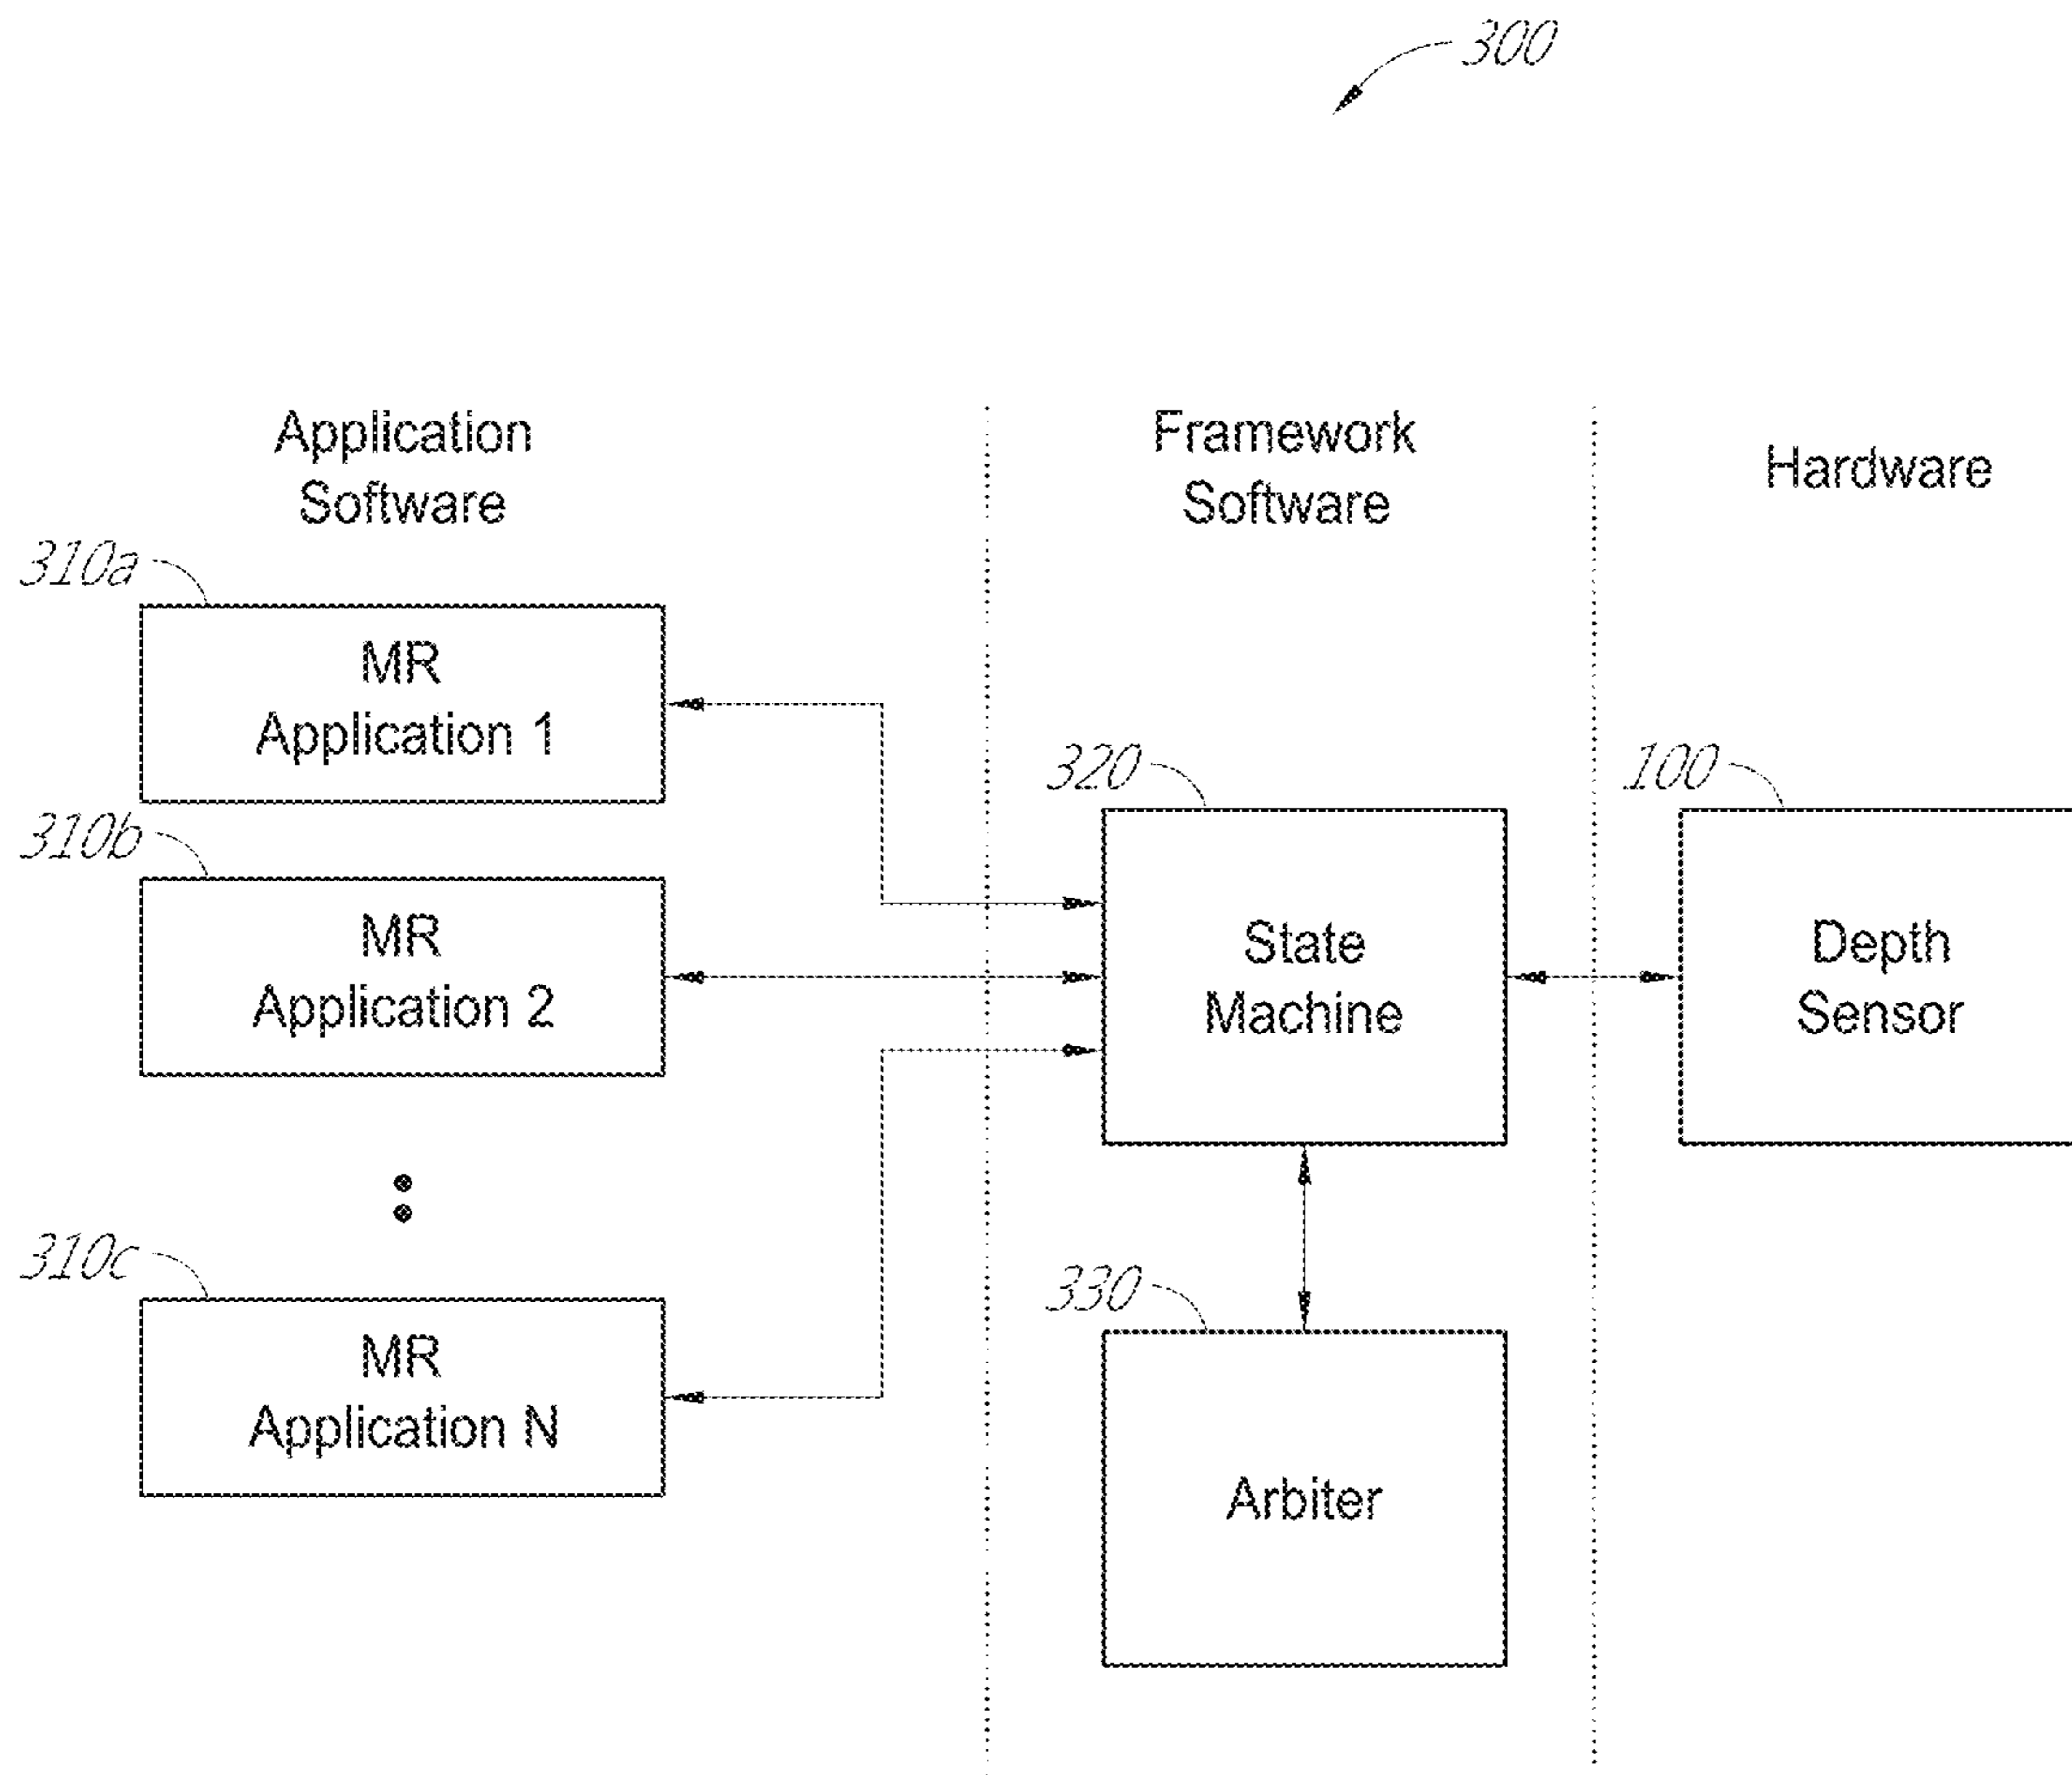 300
Application
Software
Framework
Software
Hardware
310a
MR
Application 1
310b
MR
Application 2
310c
MR
Application N
320
State
Machine
330
Arbiter
100
Depth
Sensor